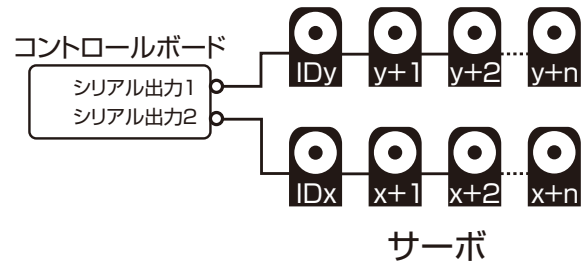 コントロールボード
シリアル出力1
シリアル出力2
IDy y+1 y+2 y+n
IDx x+1 x+2 x+n
サーボ